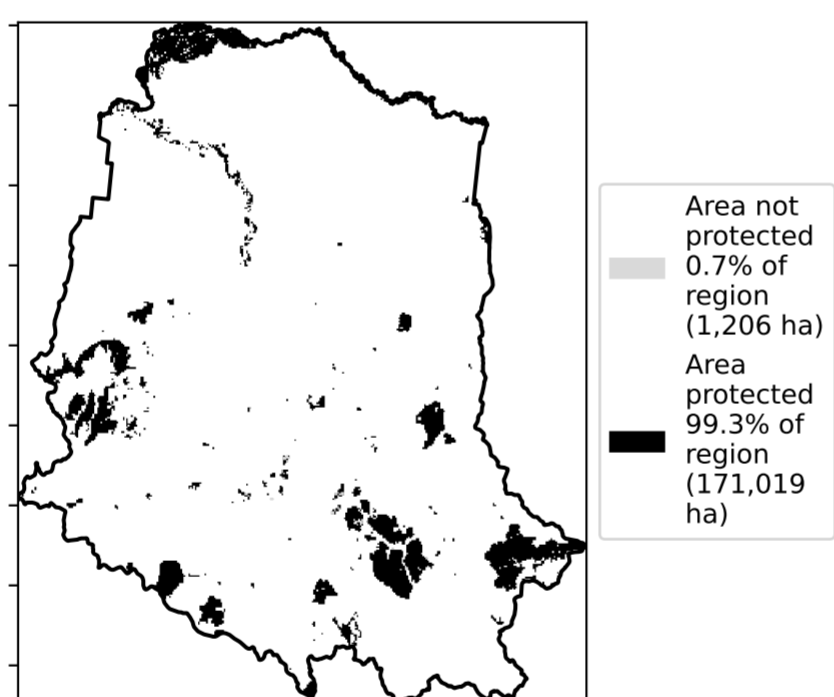 Area not
protected
0.7% of
region
(1,206 ha)
Area
protected
99.3% of
region
(171,019
ha)